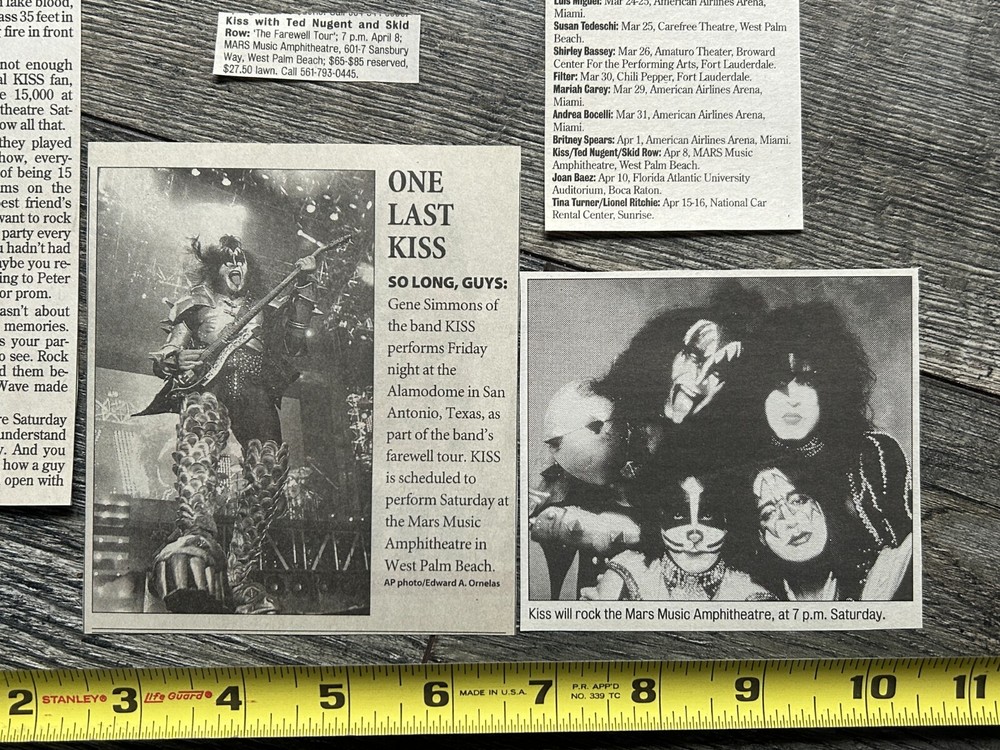 n lake blood,
ass 35 feet in
fire in front
not enough
al KISS fan,
e 15,000 at
theatre Sat-
ow all that.
they played
how, every-
of being 15
ms on the
best friend's
want to rock
party every
u hadn't had
aybe you re-
ing to Peter
or prom.
asn't about
memories.
s your par-
o see. Rock
d them be-
Wave made
re Saturday
understand
y. And you
how a guy
open with
Kiss with Ted Nugent and Skid
Row: 'The Farewell Tour'; 7 p.m. April 8;
MARS Music Amphitheatre, 601-7 Sansbury
Way, West Palm Beach; $65-$85 reserved,
$27.50 lawn. Call 561-793-0445.
Luis Miguel: Mar 24-25, American Airlines Arena,
Miami.
Susan Tedeschi: Mar 25, Carefree Theatre, West Palm
Beach.
Shirley Bassey: Mar 26, Amaturo Theater, Broward
Center For the Performing Arts, Fort Lauderdale.
Filter: Mar 30, Chili Pepper, Fort Lauderdale.
Mariah Carey: Mar 29, American Airlines Arena,
Miami.
Andrea Bocelli: Mar 31, American Airlines Arena,
Miami.
Britney Spears: Apr 1, American Airlines Arena, Miami.
Kiss/Ted Nugent/Skid Row: Apr 8, MARS Music
Amphitheatre, West Palm Beach.
Joan Baez: Apr 10, Florida Atlantic University
Auditorium, Boca Raton.
Tina Turner/Lionel Ritchie: Apr 15-16, National Car
Rental Center, Sunrise.
ONE
LAST
KISS
SO LONG, GUYS:
Gene Simmons of
the band KISS
performs Friday
night at the
Alamodome in San
Antonio, Texas, as
part of the band's
farewell tour. KISS
is scheduled to
perform Saturday at
the Mars Music
Amphitheatre in
West Palm Beach.
AP photo/Edward A. Ornelas
Kiss will rock the Mars Music Amphitheatre, at 7 p.m. Saturday.
2 STANLEY® 3 Life Guard® 4 5 6 MADE IN U.S.A. 7 P.R. APP'D 8 9 10 11
NO. 339 TC